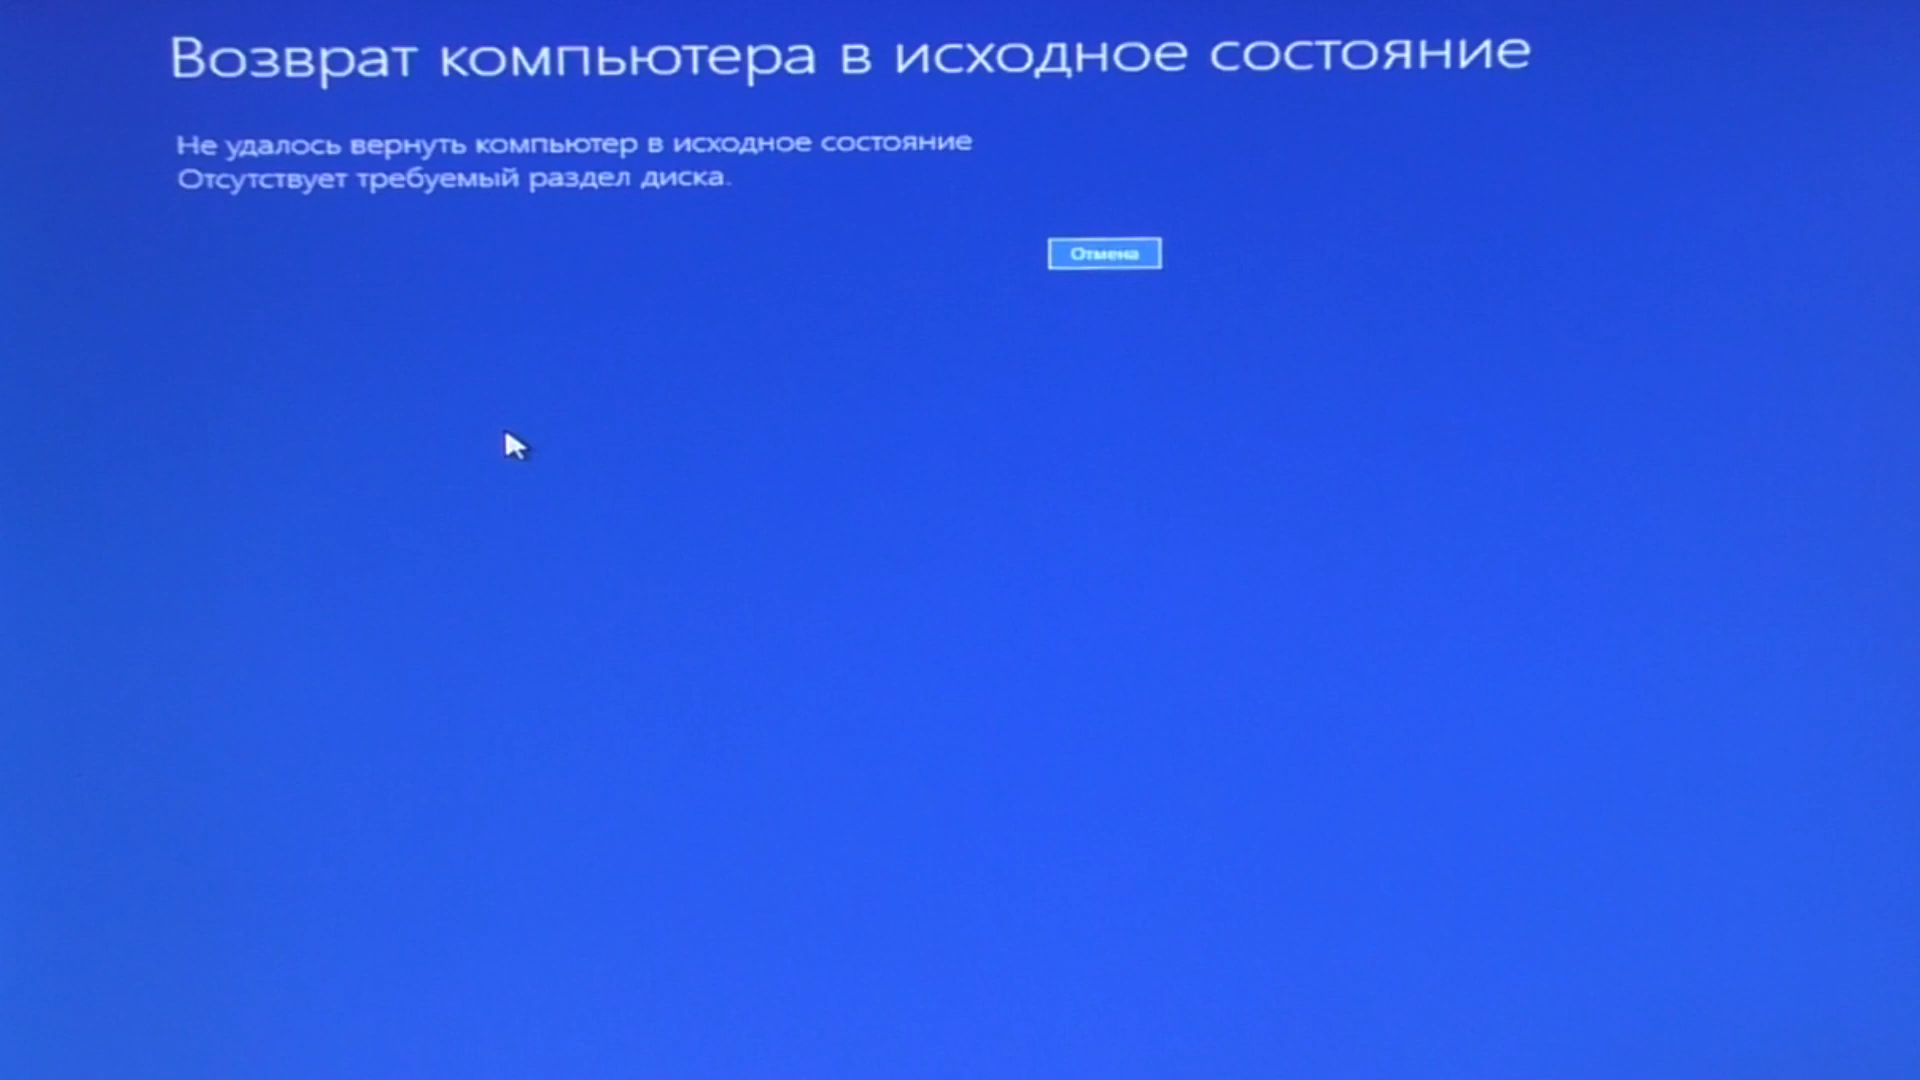 Возврат компьютера в исходное состояние
Не удалось вернуть компьютер в исходное состояние
Отсутствует требуемый раздел диска.
Отмена